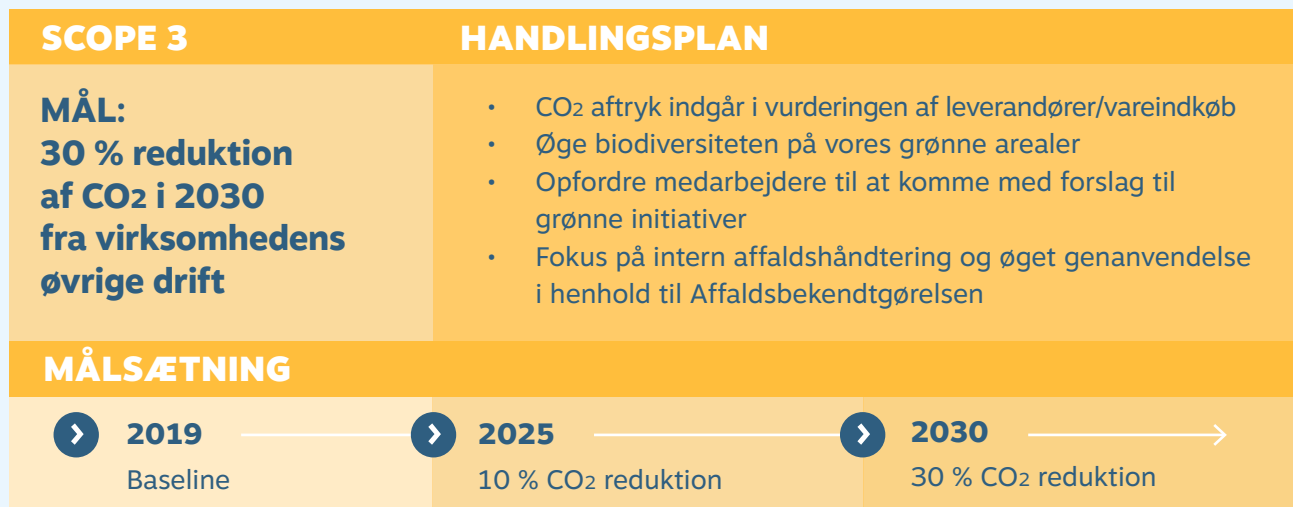 SCOPE 3
HANDLINGSPLAN
MÅL:
30 % reduktion
af CO2 i 2030
fra virksomhedens
øvrige drift
• CO2 aftryk indgår i vurderingen af leverandører/vareindkøb
• Øge biodiversiteten på vores grønne arealer
• Opfordre medarbejdere til at komme med forslag til
grønne initiativer
• Fokus på intern affaldshåndtering og øget genanvendelse
i henhold til Affaldsbekendtgørelsen
MÅLSÆTNING
2019
Baseline
2025
10 % CO2 reduktion
2030
30 % CO2 reduktion